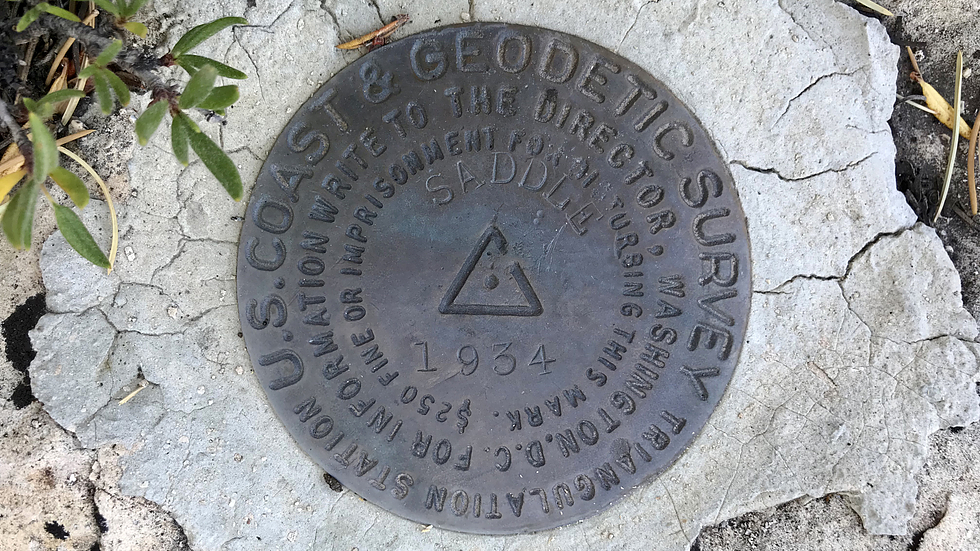 U.S. COAST & GEODETIC SURVEY
TRIANGULATION STATION
FOR INFORMATION WRITE TO THE DIRECTOR, WASHINGTON, D.C.
$250 FINE OR IMPRISONMENT FOR DISTURBING THIS MARK.
SADDLE
1934